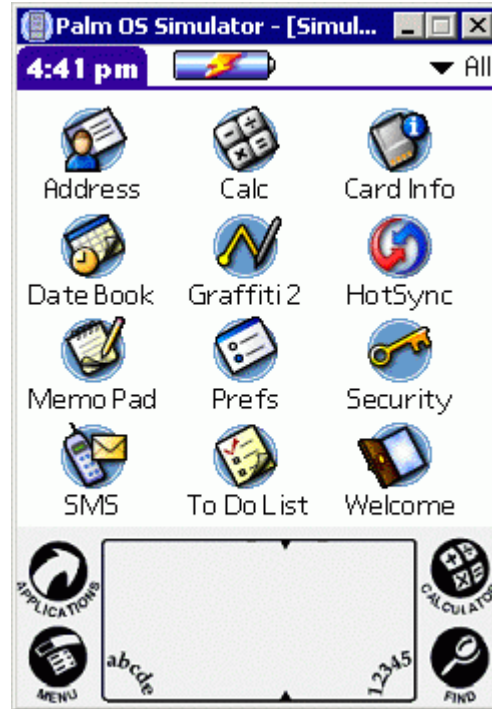 Palm OS Simulator - [Simul...
4:41 pm
All
Address Calc Card Info
Date Book Graffiti 2 HotSync
Memo Pad Prefs Security
SMS To Do List Welcome
APPLICATIONS
CALCULATOR
abcde
12345
MENU
FIND